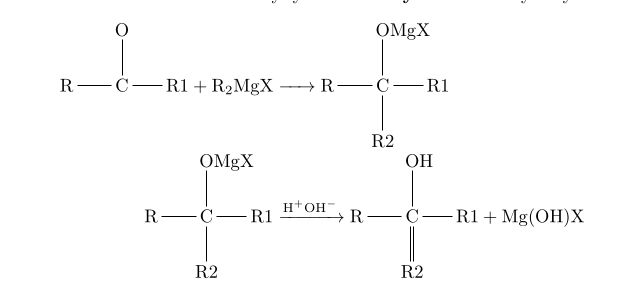 O OMgX
R C R1 + R₂MgX ⟶ R C R1
R2
OMgX OH
R C R1 H⁺OH⁻ ⟶ R C R1 + Mg(OH)X
R2 R2